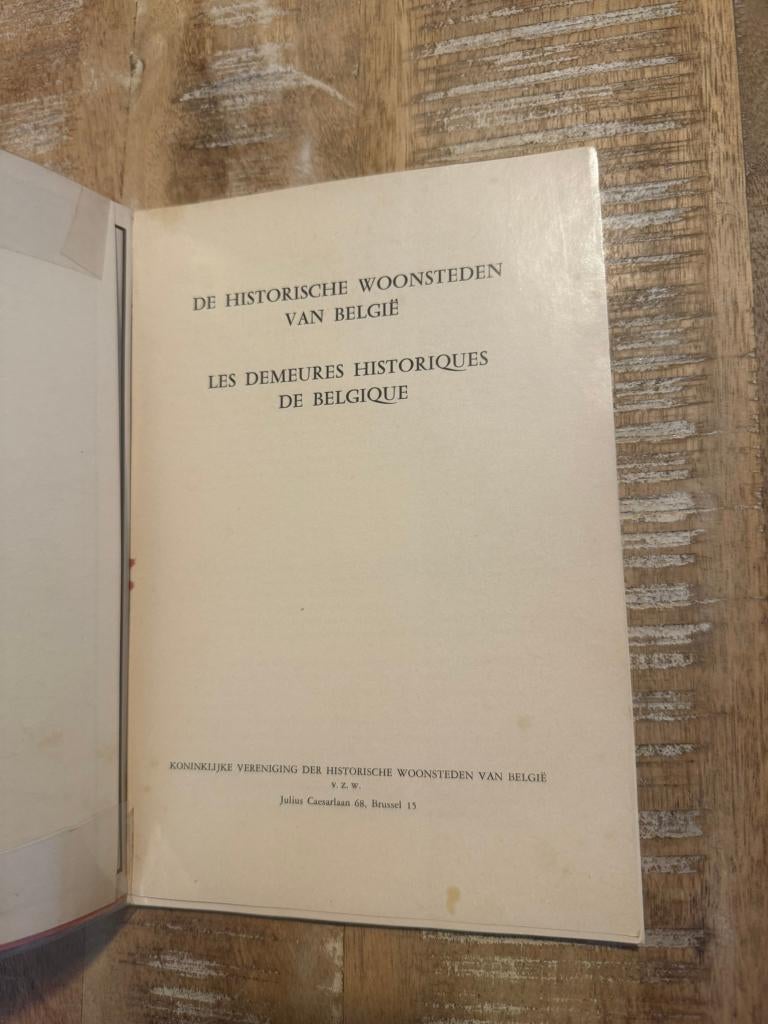 DE HISTORISCHE WOONSTEDEN
VAN BELGIË
LES DEMEURES HISTORIQUES
DE BELGIQUE
KONINKLIJKE VERENIGING DER HISTORISCHE WOONSTEDEN VAN BELGIË
V. Z. W.
Julius Caesarlaan 68, Brussel 15